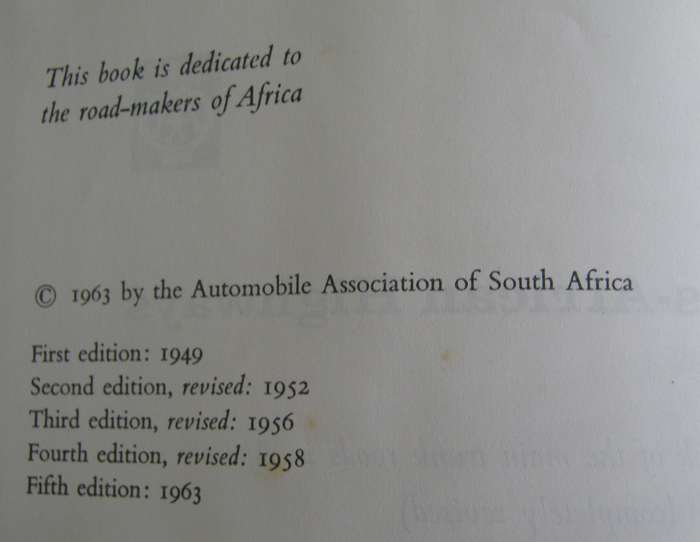 This book is dedicated to
the road-makers of Africa
© 1963 by the Automobile Association of South Africa
First edition: 1949
Second edition, revised: 1952
Third edition, revised: 1956
Fourth edition, revised: 1958
Fifth edition: 1963